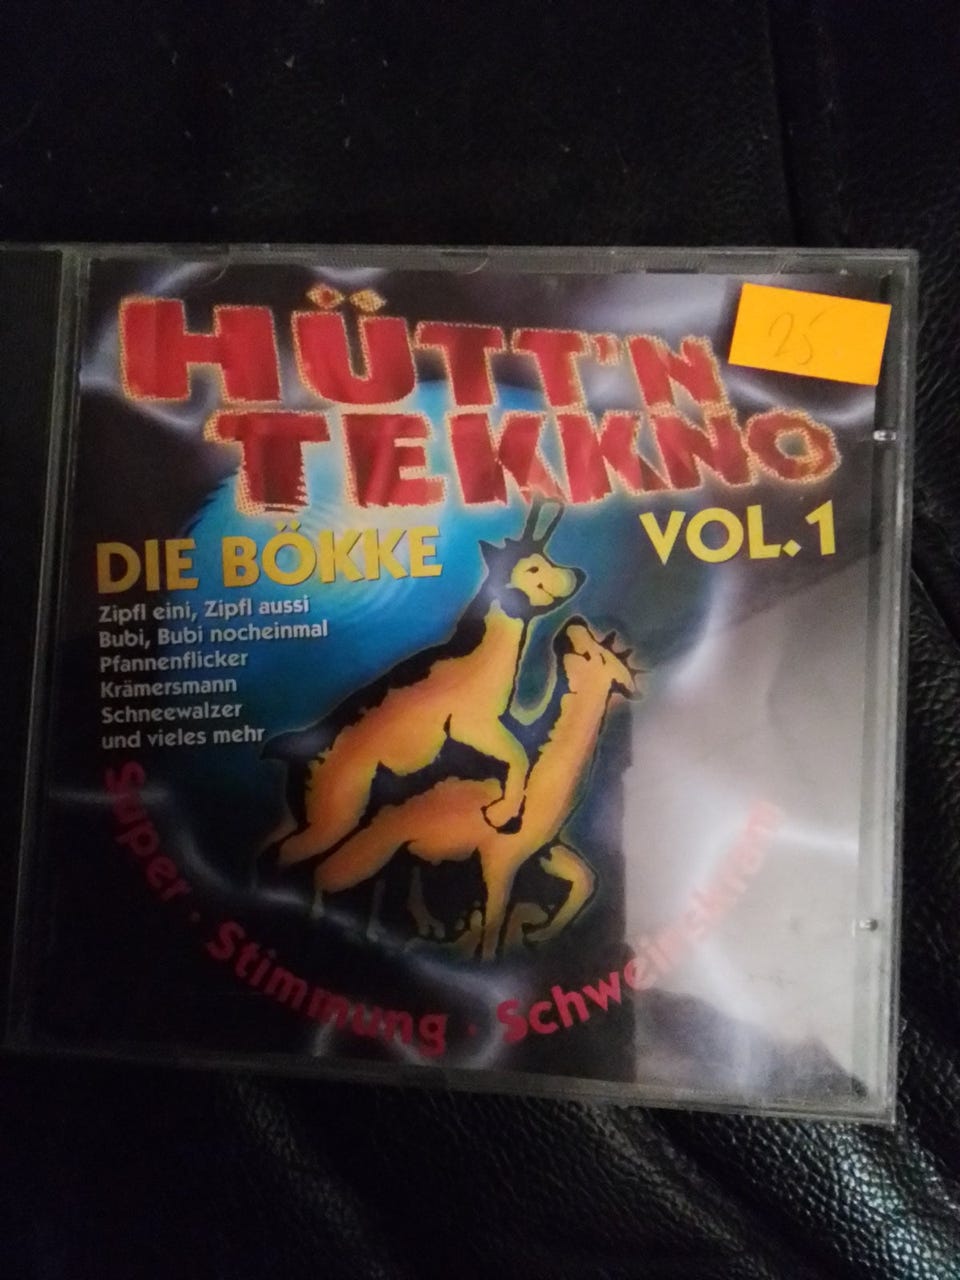 HÜTT'N
TEKKNO
25
VOL.1
DIE BÖKKE
Zipfl eini, Zipfl aussi
Bubi, Bubi nocheinmal
Pfannenflicker
Krämersmann
Schneewalzer
und vieles mehr
Super · Stimmung ·